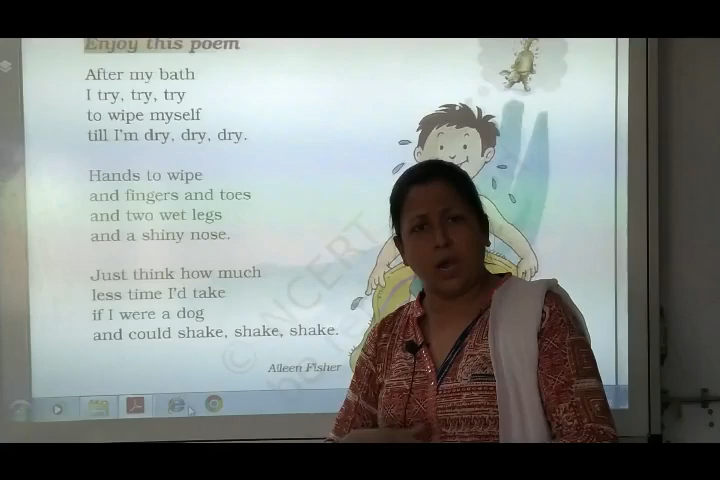 Enjoy this poem
After my bath
I try, try, try
to wipe myself
till I'm dry, dry, dry.
Hands to wipe
and fingers and toes
and two wet legs
and a shiny nose.
Just think how much
less time I'd take
if I were a dog
and could shake, shake, shake.
Aileen Fisher
© NCERT